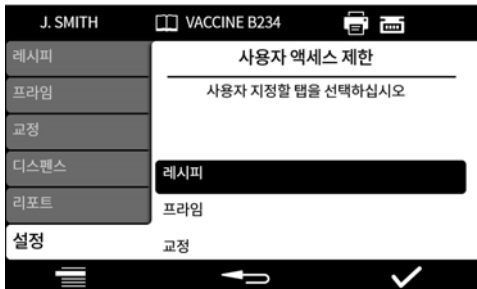 J. SMITH VACCINE B234
레시피
프라임
교정
디스펜스
리포트
설정
사용자 액세스 제한
사용자 지정할 탭을 선택하십시오
레시피
프라임
교정